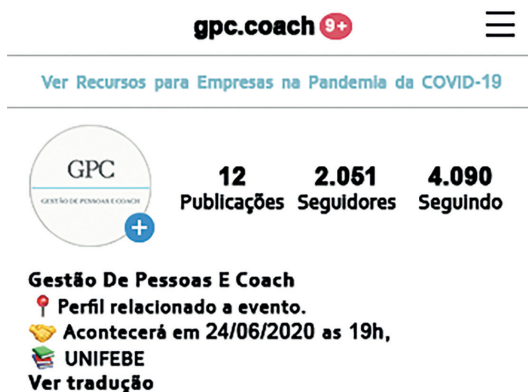 gpc.coach 9+
Ver Recursos para Empresas na Pandemia da COVID-19
GPC
GESTÃO DE PESSOAS E COACH
12 2.051 4.090
Publicações Seguidores Seguindo
Gestão De Pessoas E Coach
Perfil relacionado a evento.
Acontecerá em 24/06/2020 as 19h,
UNIFEBE
Ver tradução